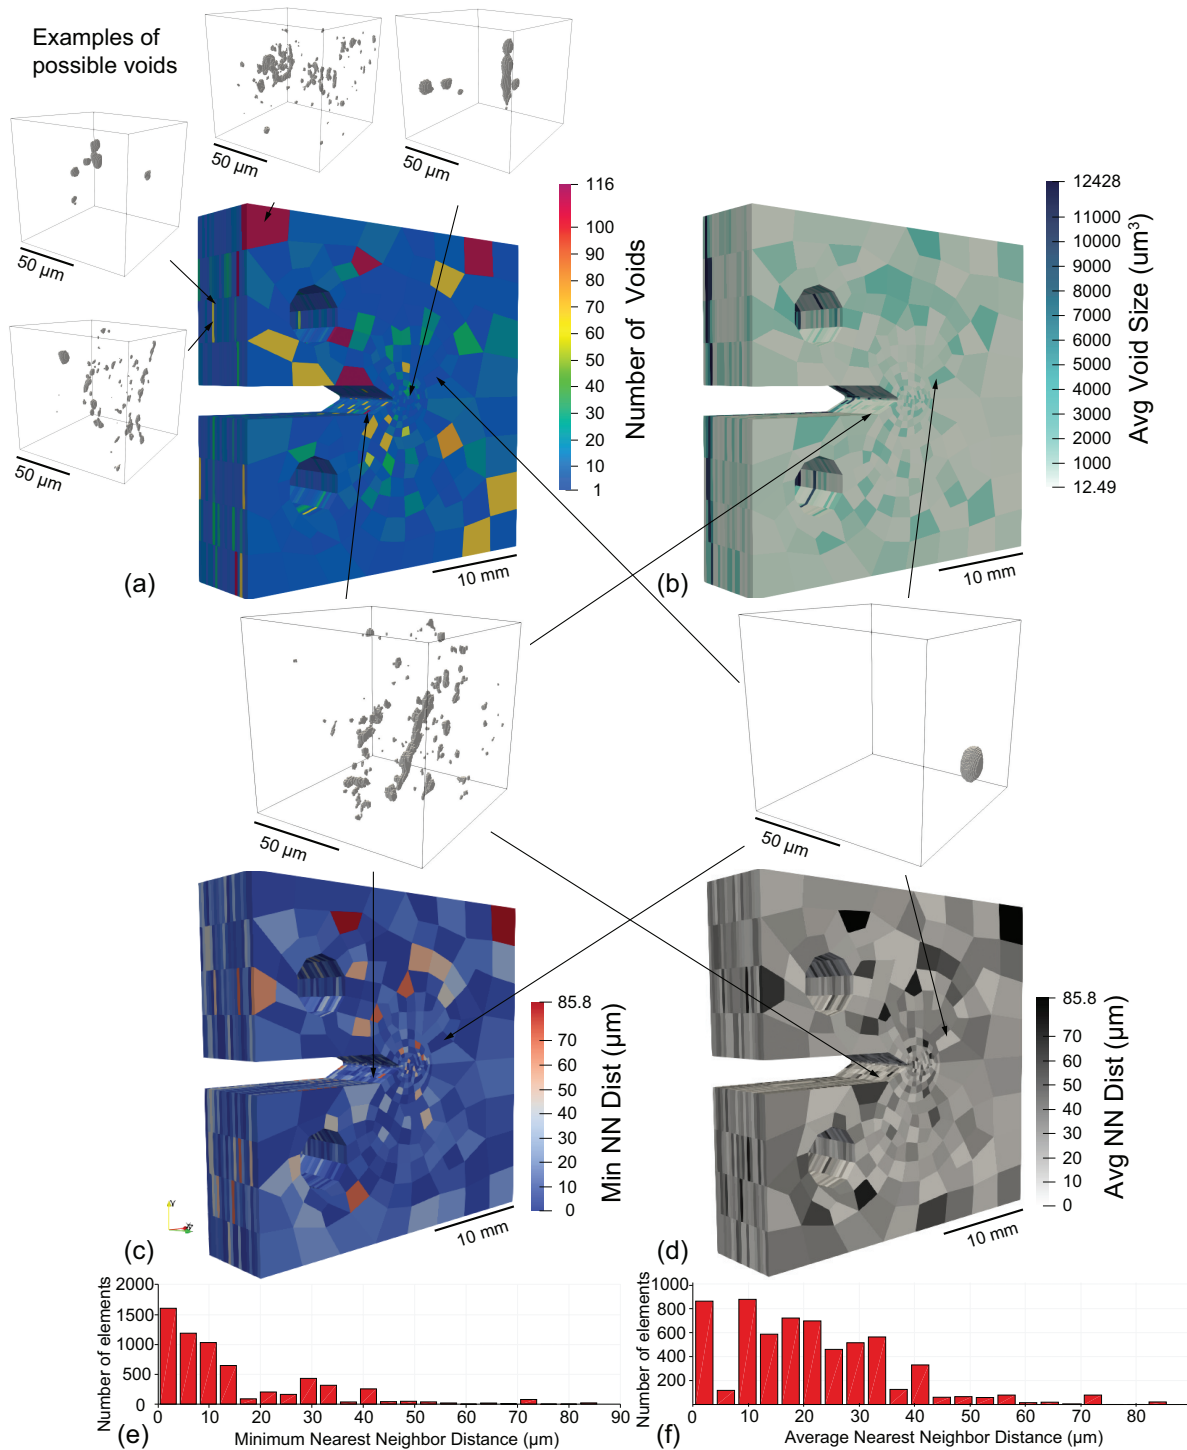 Examples of
possible voids
50 µm
50 µm
50 µm
50 µm
116
100
90
80
70
60
50
40
30
20
10
1
Number of Voids
12428
11000
10000
9000
8000
7000
6000
5000
4000
3000
2000
1000
12.49
Avg Void Size (um³)
(a)
10 mm
(b)
10 mm
50 µm
50 µm
85.8
70
60
50
40
30
20
10
0
Min NN Dist (µm)
85.8
70
60
50
40
30
20
10
0
Avg NN Dist (µm)
Y
(c)
10 mm
(d)
10 mm
2000
1500
1000
500
0
Number of elements
0 10 20 30 40 50 60 70 80 90
(e) Minimum Nearest Neighbor Distance (µm)
1000
800
600
400
200
Number of elements
0 10 20 30 40 50 60 70 80
(f) Average Nearest Neighbor Distance (µm)